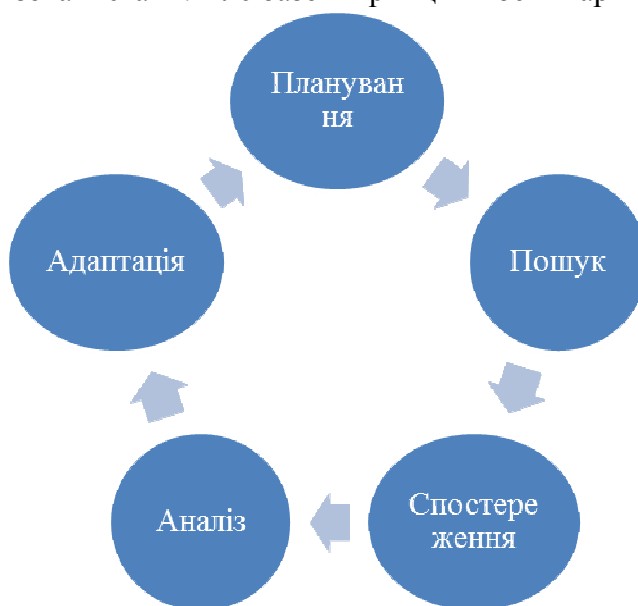 Плануван
ня
Пошук
Спостере
ження
Аналіз
Адаптація